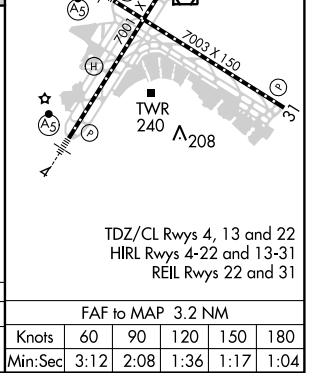 A5
7001 X
7003 X 150
H
P
A5
P
TWR
240
208
31
4
TDZ/CL Rwys 4, 13 and 22
HIRL Rwys 4-22 and 13-31
REIL Rwys 22 and 31
FAF to MAP 3.2 NM
Knots 60 90 120 150 180
Min:Sec 3:12 2:08 1:36 1:17 1:04